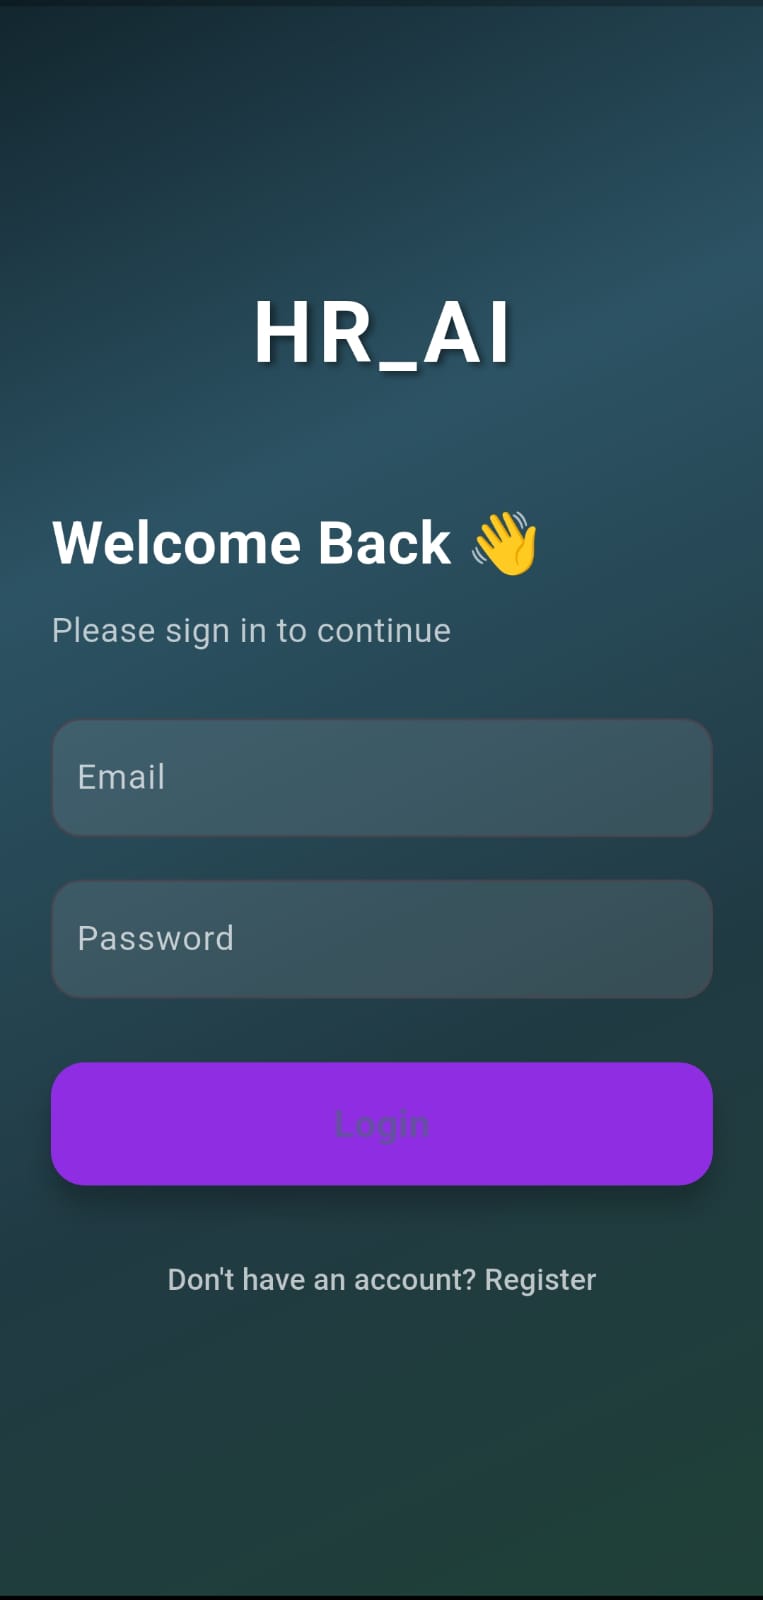 HR_AI
Welcome Back 👋
Please sign in to continue
Email
Password
Login
Don't have an account? Register